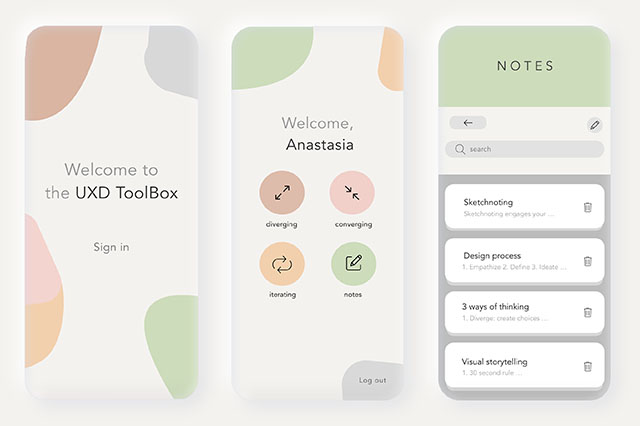 Welcome to
the UXD ToolBox
Sign in
Welcome,
Anastasia
diverging
converging
iterating
notes
Log out
NOTES
search
Sketchnoting
Sketchnoting engages your ...
Design process
1. Empathize 2. Define 3. Ideate ...
3 ways of thinking
1. Diverge: create choices. ...
Visual storytelling
1. 30 second rule ...